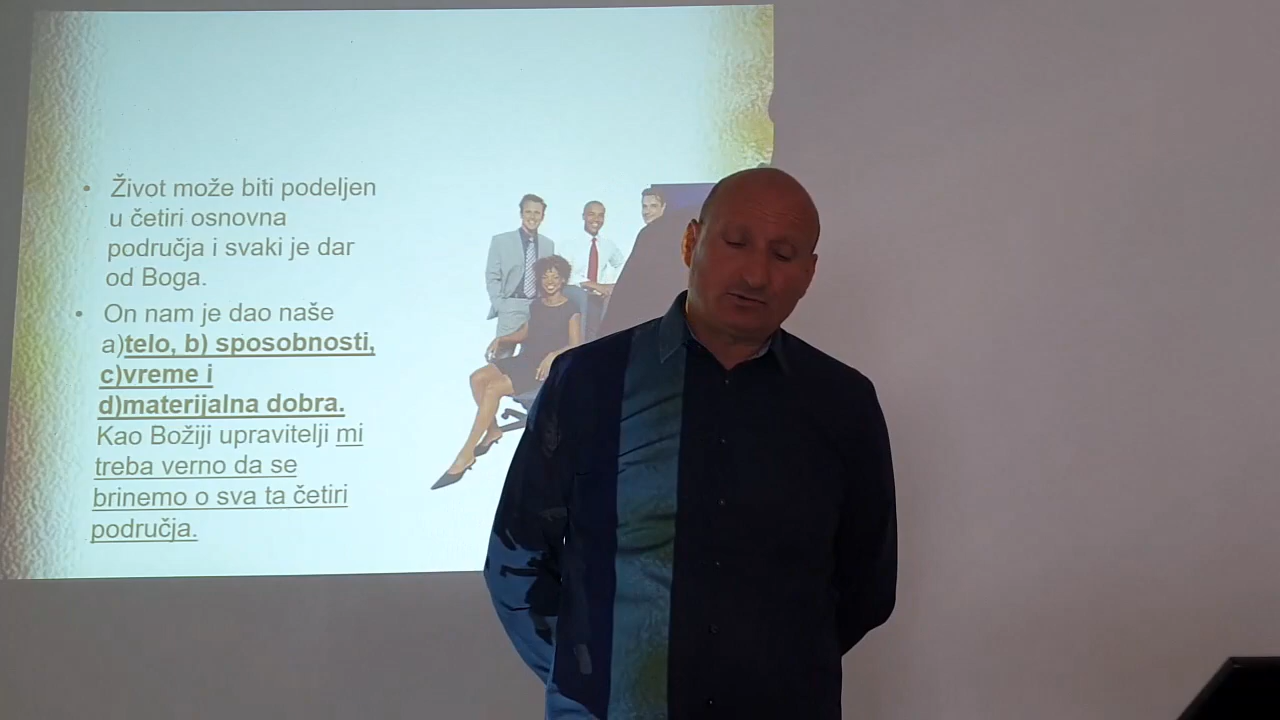 • Život može biti podeljen
u četiri osnovna
područja i svaki je dar
od Boga.
• On nam je dao naše
a)telo, b) sposobnosti,
c)vreme i
d)materijalna dobra.
Kao Božiji upravitelji mi
treba verno da se
brinemo o sva ta četiri
područja.